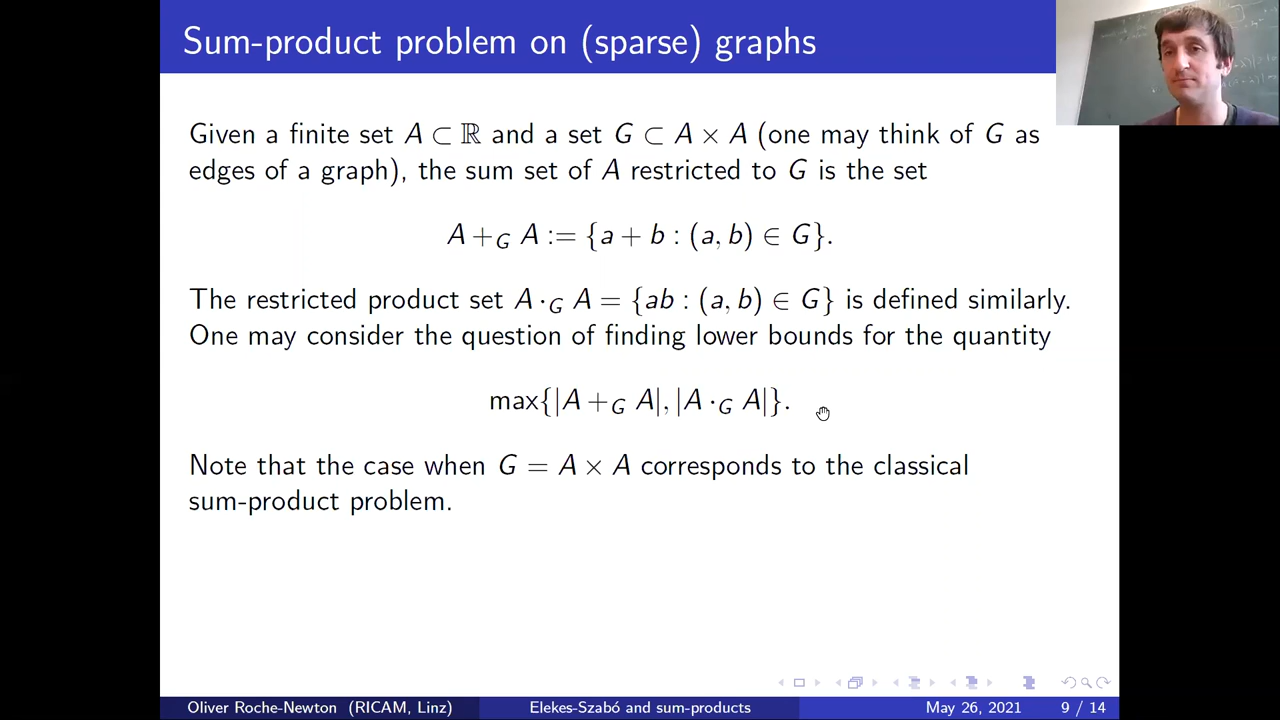 Sum-product problem on (sparse) graphs
Given a finite set A ⊂ ℝ and a set G ⊂ A × A (one may think of G as
edges of a graph), the sum set of A restricted to G is the set
A +_G A := {a + b : (a, b) ∈ G}.
The restricted product set A ·_G A = {ab : (a, b) ∈ G} is defined similarly.
One may consider the question of finding lower bounds for the quantity
max{|A +_G A|, |A ·_G A|}.
Note that the case when G = A × A corresponds to the classical
sum-product problem.
Oliver Roche-Newton (RICAM, Linz) Elekes-Szabó and sum-products May 26, 2021 9 / 14